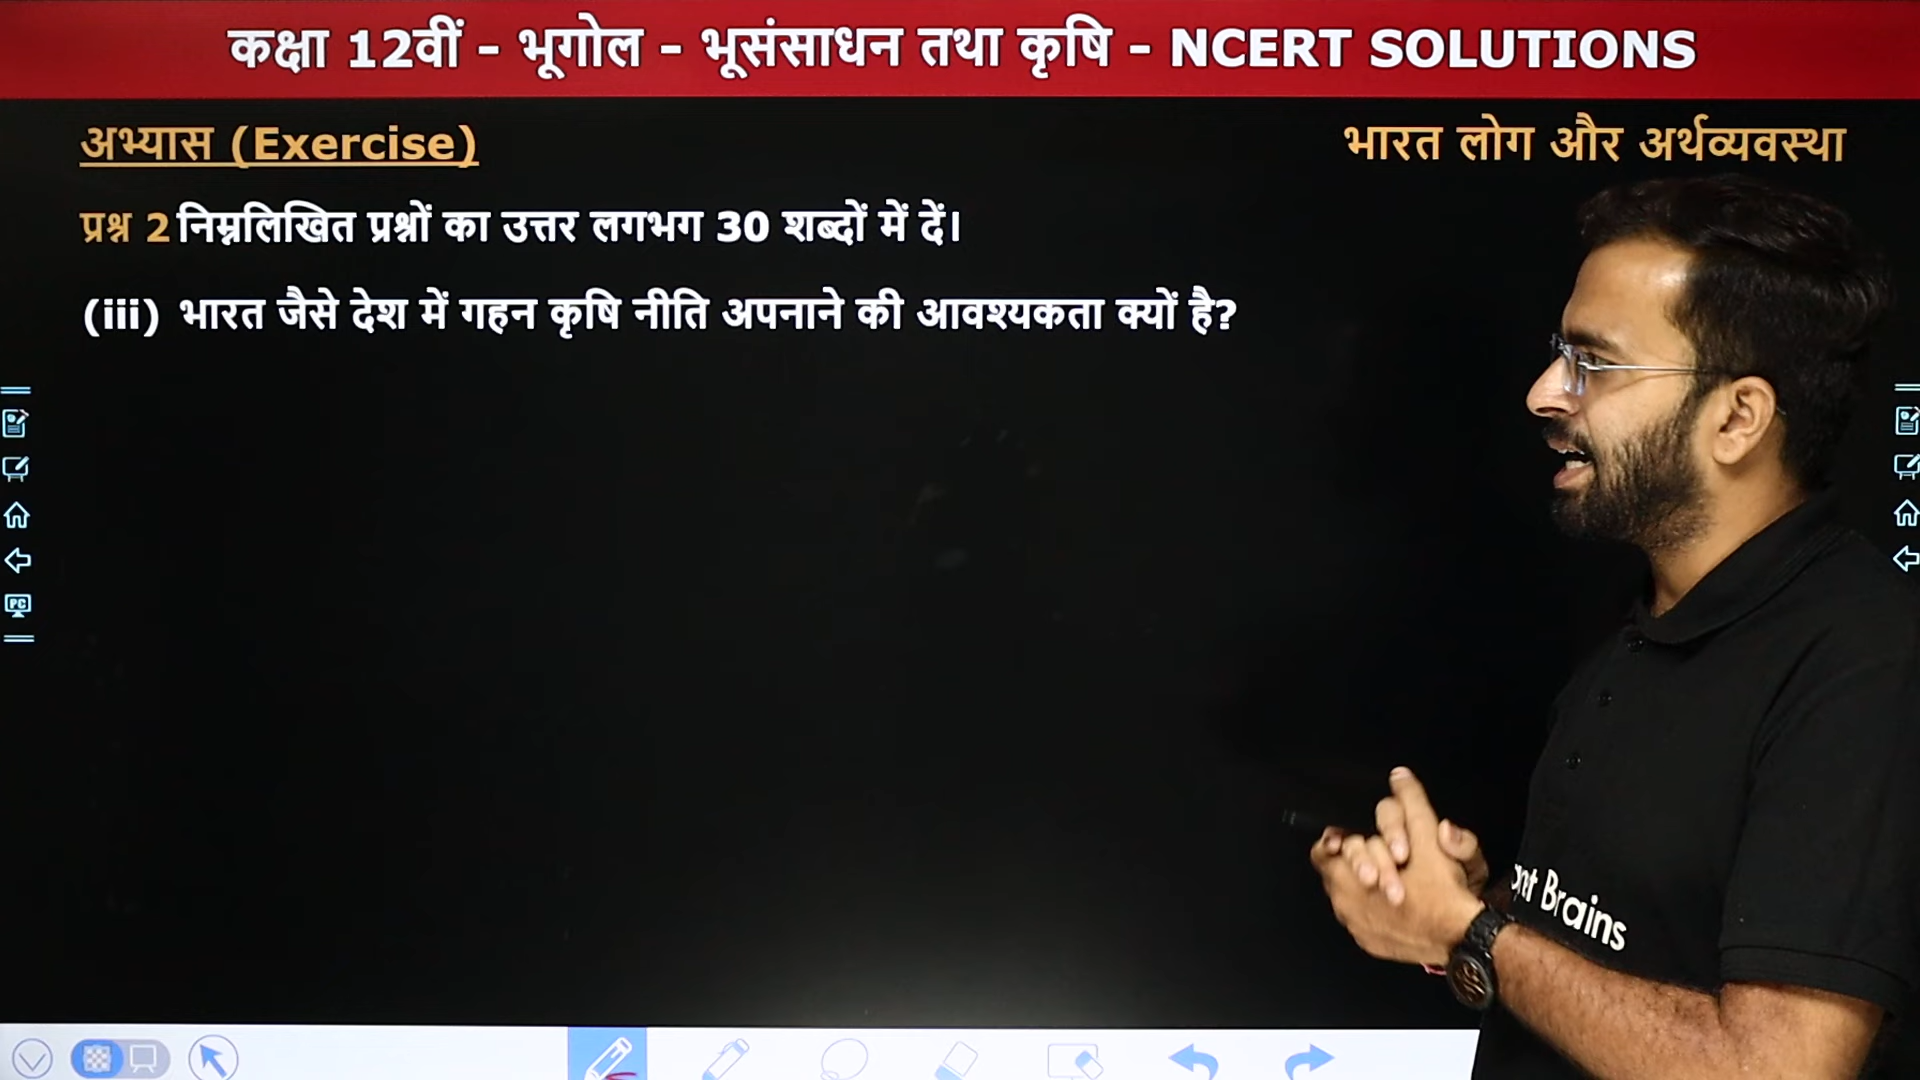 कक्षा 12वीं - भूगोल - भूसंसाधन तथा कृषि - NCERT SOLUTIONS
अभ्यास (Exercise)
भारत लोग और अर्थव्यवस्था
प्रश्न 2 निम्नलिखित प्रश्नों का उत्तर लगभग 30 शब्दों में दें।
(iii) भारत जैसे देश में गहन कृषि नीति अपनाने की आवश्यकता क्यों है?
PC
Brains